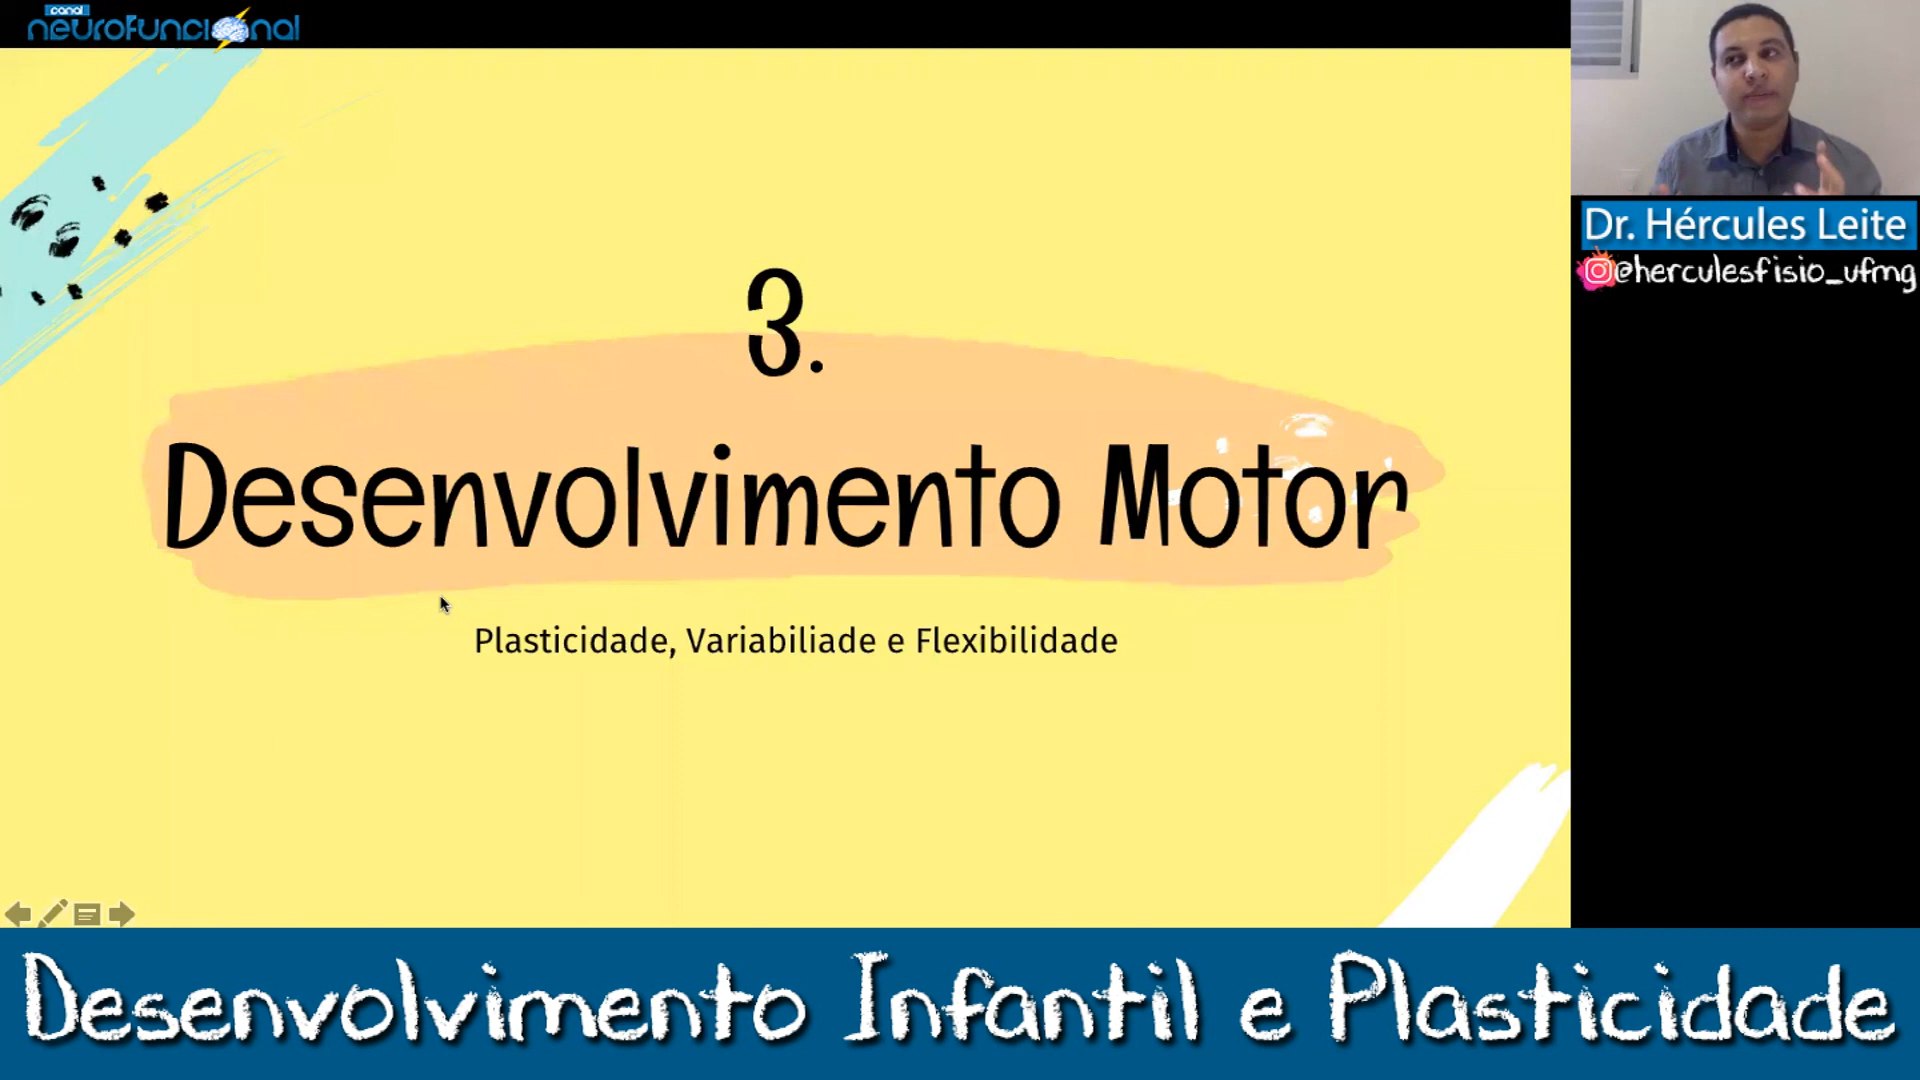 canal
neurofuncional
Dr. Hércules Leite
@herculesfisio_ufmg
3.
Desenvolvimento Motor
Plasticidade, Variabiliade e Flexibilidade
Desenvolvimento Infantil e Plasticidade